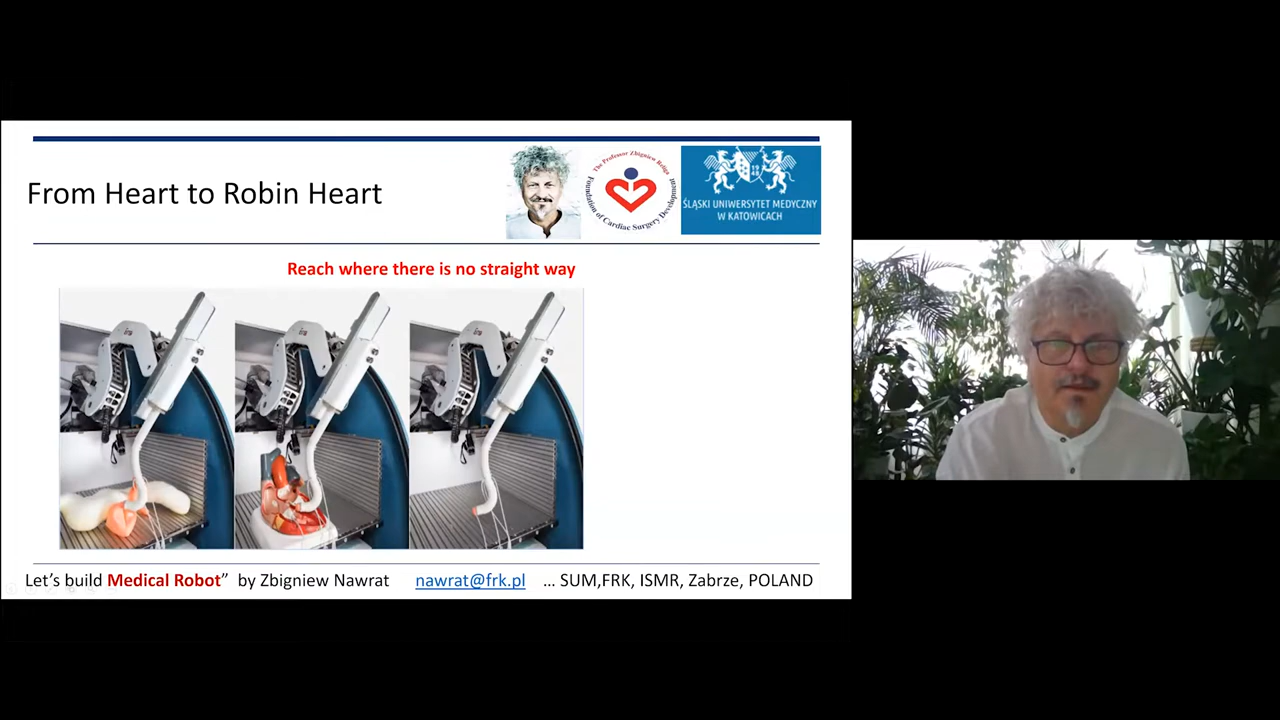 From Heart to Robin Heart
The Professor Zbigniew Religa
Foundation of Cardiac Surgery Development
ŚLĄSKI UNIWERSYTET MEDYCZNY
W KATOWICACH
Reach where there is no straight way
Let's build Medical Robot” by Zbigniew Nawrat nawrat@frk.pl ... SUM,FRK, ISMR, Zabrze, POLAND